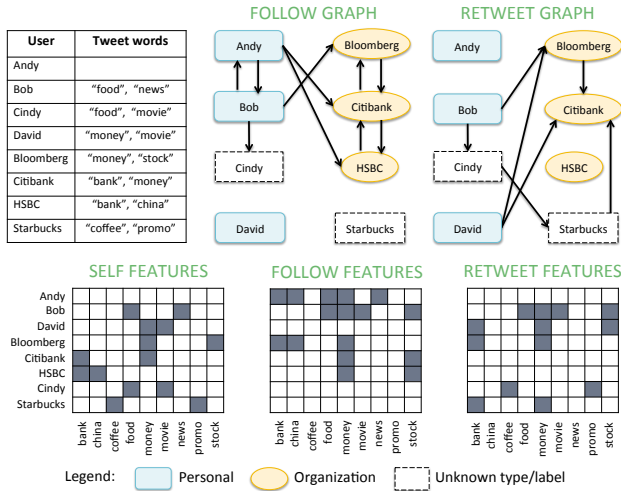 FOLLOW GRAPH
RETWEET GRAPH
User Tweet words
Andy
Bob "food", "news"
Cindy "food", "movie"
David "money", "movie"
Bloomberg "money", "stock"
Citibank "bank", "money"
HSBC "bank", "china"
Starbucks "coffee", "promo"
Andy Bloomberg
Bob Citibank
Cindy HSBC
David Starbucks
Andy Bloomberg
Bob Citibank
Cindy HSBC
David Starbucks
SELF FEATURES
FOLLOW FEATURES
RETWEET FEATURES
Andy
Bob
David
Bloomberg
Citibank
HSBC
Cindy
Starbucks
bank china coffee food money movie news promo stock
bank china coffee food money movie news promo stock
bank china coffee food money movie news promo stock
Legend: Personal Organization Unknown type/label